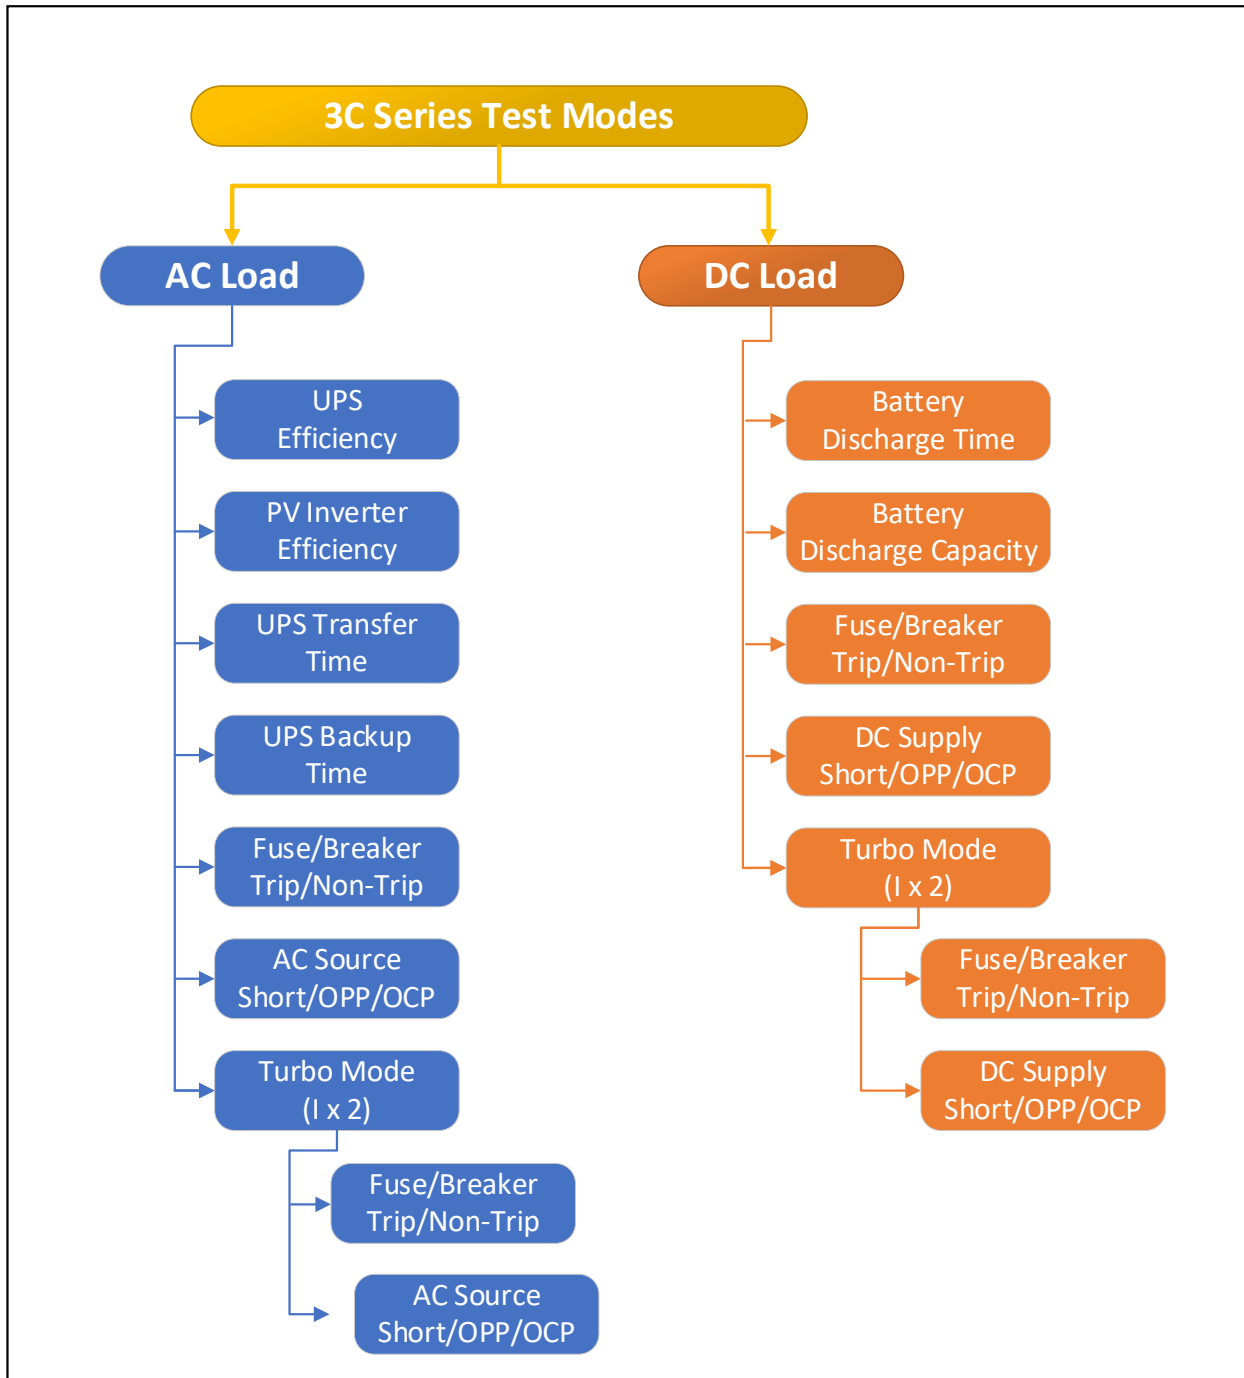 3C Series Test Modes
AC Load
UPS
Efficiency
PV Inverter
Efficiency
UPS Transfer
Time
UPS Backup
Time
Fuse/Breaker
Trip/Non-Trip
AC Source
Short/OPP/OCP
Turbo Mode
(I x 2)
Fuse/Breaker
Trip/Non-Trip
AC Source
Short/OPP/OCP
DC Load
Battery
Discharge Time
Battery
Discharge Capacity
Fuse/Breaker
Trip/Non-Trip
DC Supply
Short/OPP/OCP
Turbo Mode
(I x 2)
Fuse/Breaker
Trip/Non-Trip
DC Supply
Short/OPP/OCP